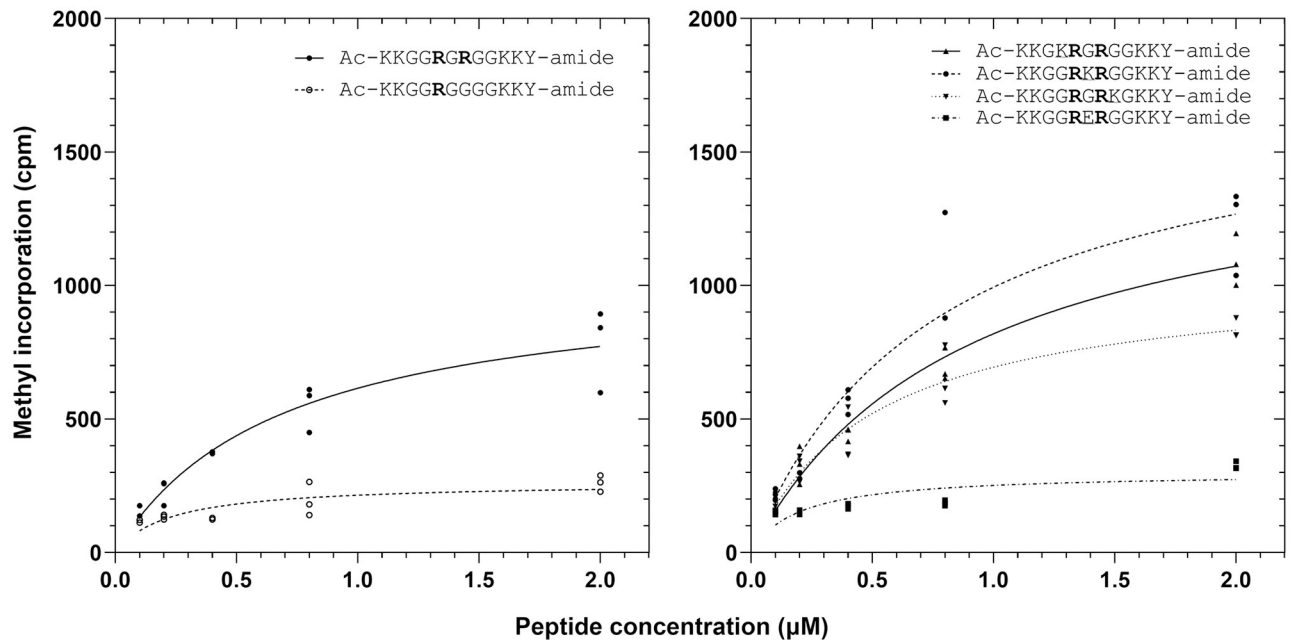 Methyl incorporation (cpm)
2000
1500
1000
500
0
0.0 0.5 1.0 1.5 2.0
Ac-KKGGRGRGGKKY-amide
Ac-KKGGRGGGGKKY-amide
2000
1500
1000
500
0
0.0 0.5 1.0 1.5 2.0
Ac-KKGKRGRGGKKY-amide
Ac-KKGGRKRGGKKY-amide
Ac-KKGGRGRKGKKY-amide
Ac-KKGGRERGGKKY-amide
Peptide concentration (μM)